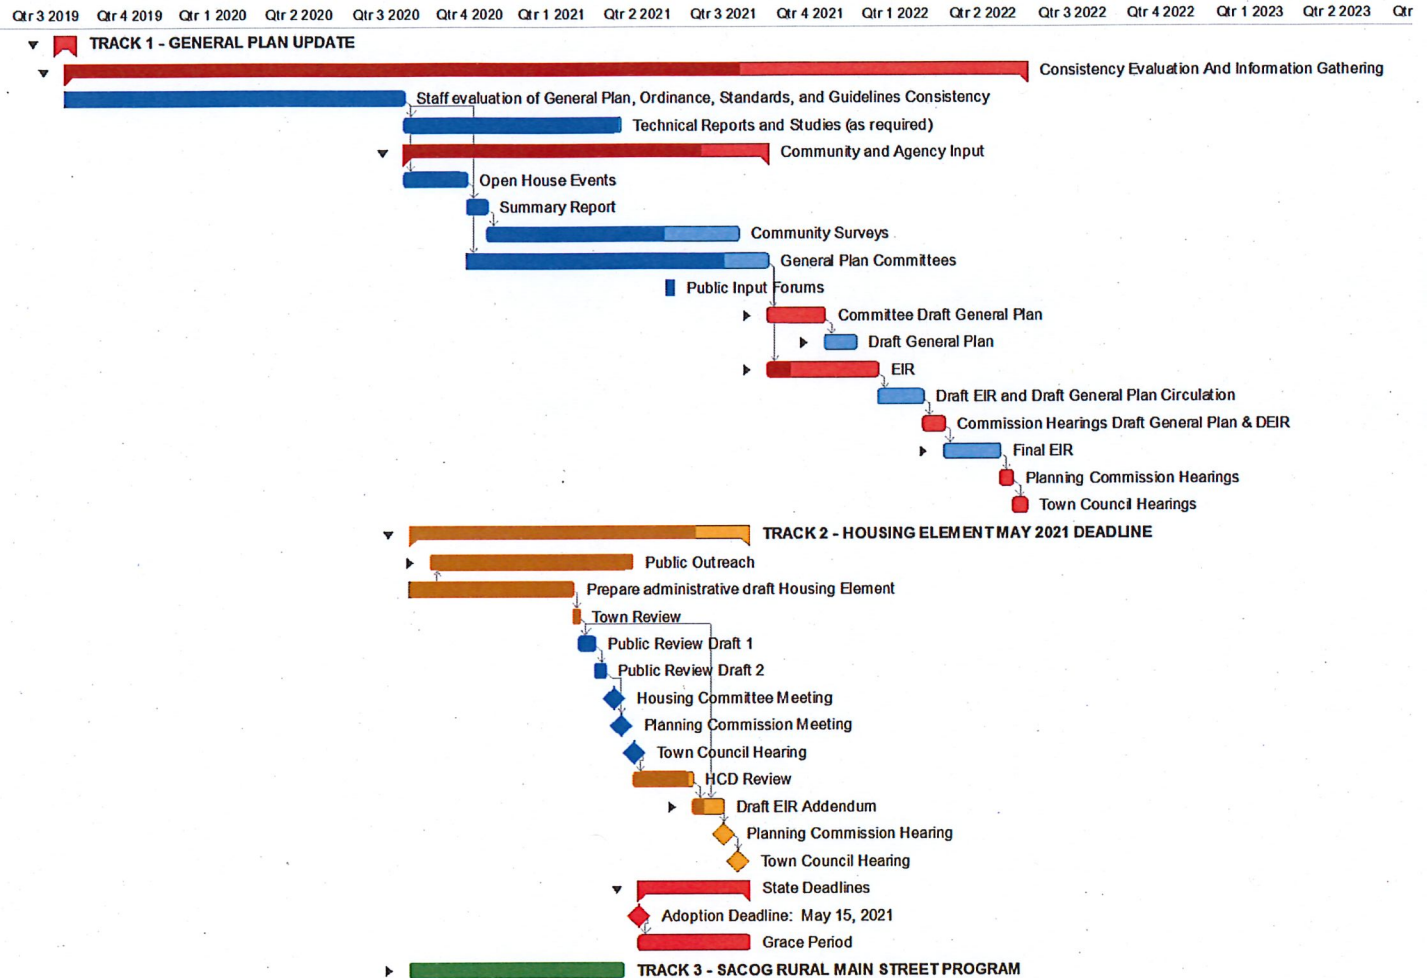 Qtr 3 2019 Qtr 4 2019 Qtr 1 2020 Qtr 2 2020 Qtr 3 2020 Qtr 4 2020 Qtr 1 2021 Qtr 2 2021 Qtr 3 2021 Qtr 4 2021 Qtr 1 2022 Qtr 2 2022 Qtr 3 2022 Qtr 4 2022 Qtr 1 2023 Qtr 2 2023 Qtr
TRACK 1 - GENERAL PLAN UPDATE
Consistency Evaluation And Information Gathering
Staff evaluation of General Plan, Ordinance, Standards, and Guidelines Consistency
Technical Reports and Studies (as required)
Community and Agency Input
Open House Events
Summary Report
Community Surveys
General Plan Committees
Public Input Forums
Committee Draft General Plan
Draft General Plan
EIR
Draft EIR and Draft General Plan Circulation
Commission Hearings Draft General Plan & DEIR
Final EIR
Planning Commission Hearings
Town Council Hearings
TRACK 2 - HOUSING ELEMENT MAY 2021 DEADLINE
Public Outreach
Prepare administrative draft Housing Element
Town Review
Public Review Draft 1
Public Review Draft 2
Housing Committee Meeting
Planning Commission Meeting
Town Council Hearing
HCD Review
Draft EIR Addendum
Planning Commission Hearing
Town Council Hearing
State Deadlines
Adoption Deadline: May 15, 2021
Grace Period
TRACK 3 - SACOG RURAL MAIN STREET PROGRAM